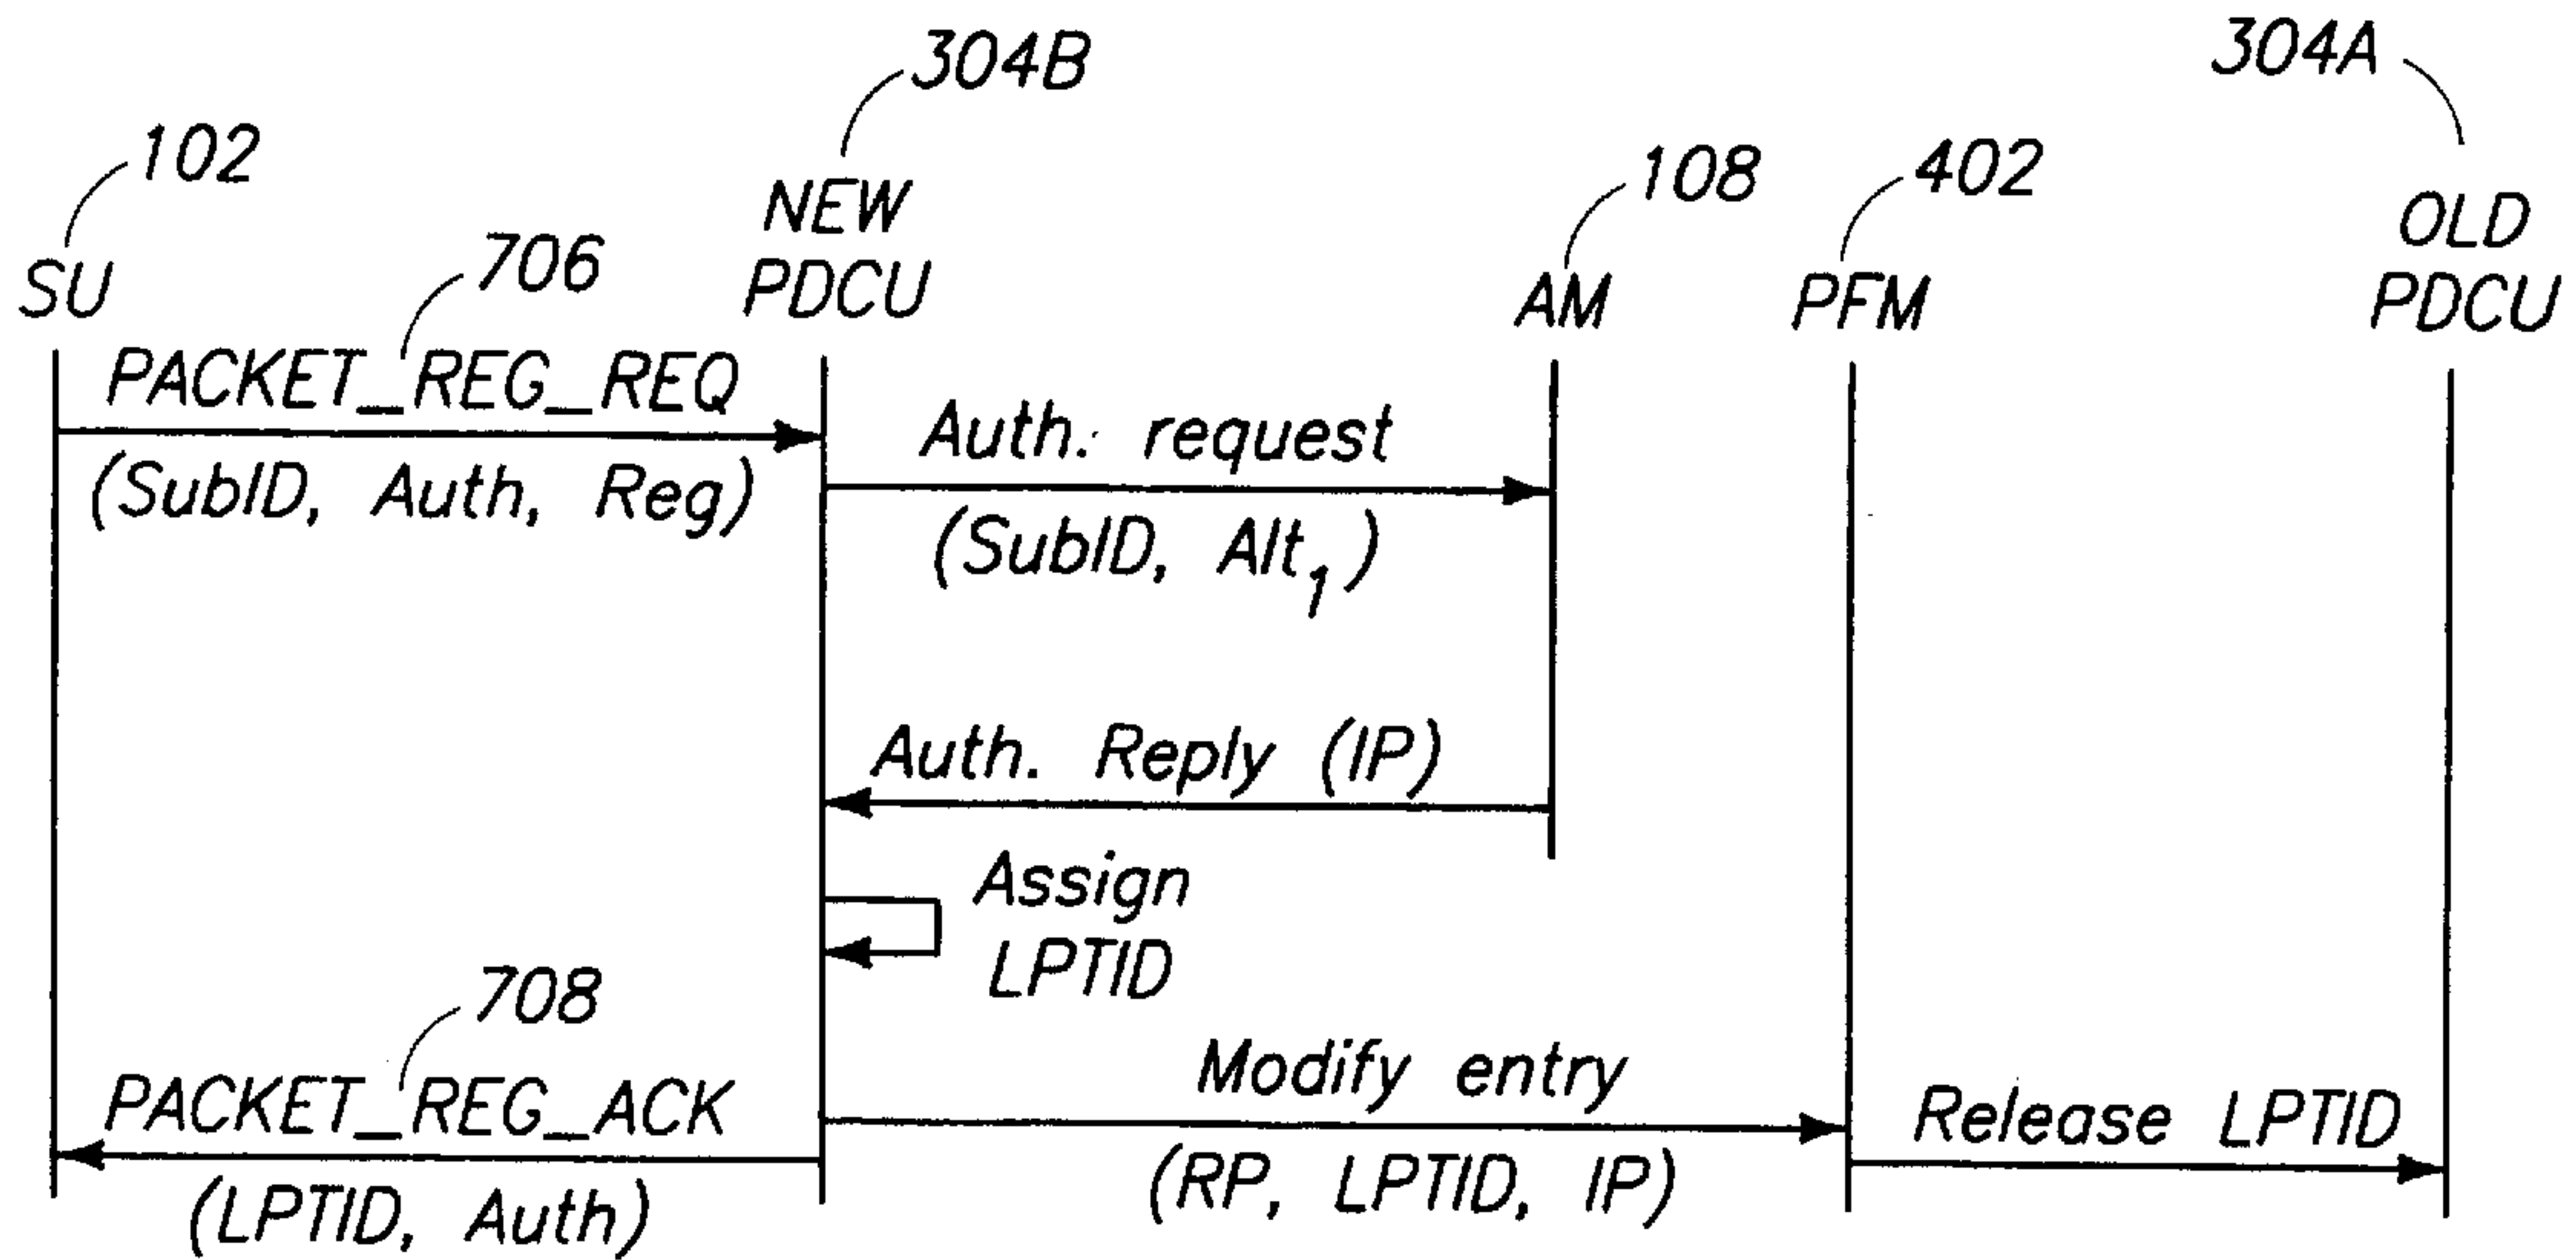 304B
304A
102
NEW
108
402
OLD
SU
706
PDCU
AM
PFM
PDCU
PACKET_REG_REQ
(SubID, Auth, Reg)
Auth. request
(SubID, Alt₁)
Auth. Reply (IP)
Assign
LPTID
708
PACKET_REG_ACK
(LPTID, Auth)
Modify entry
(RP, LPTID, IP)
Release LPTID